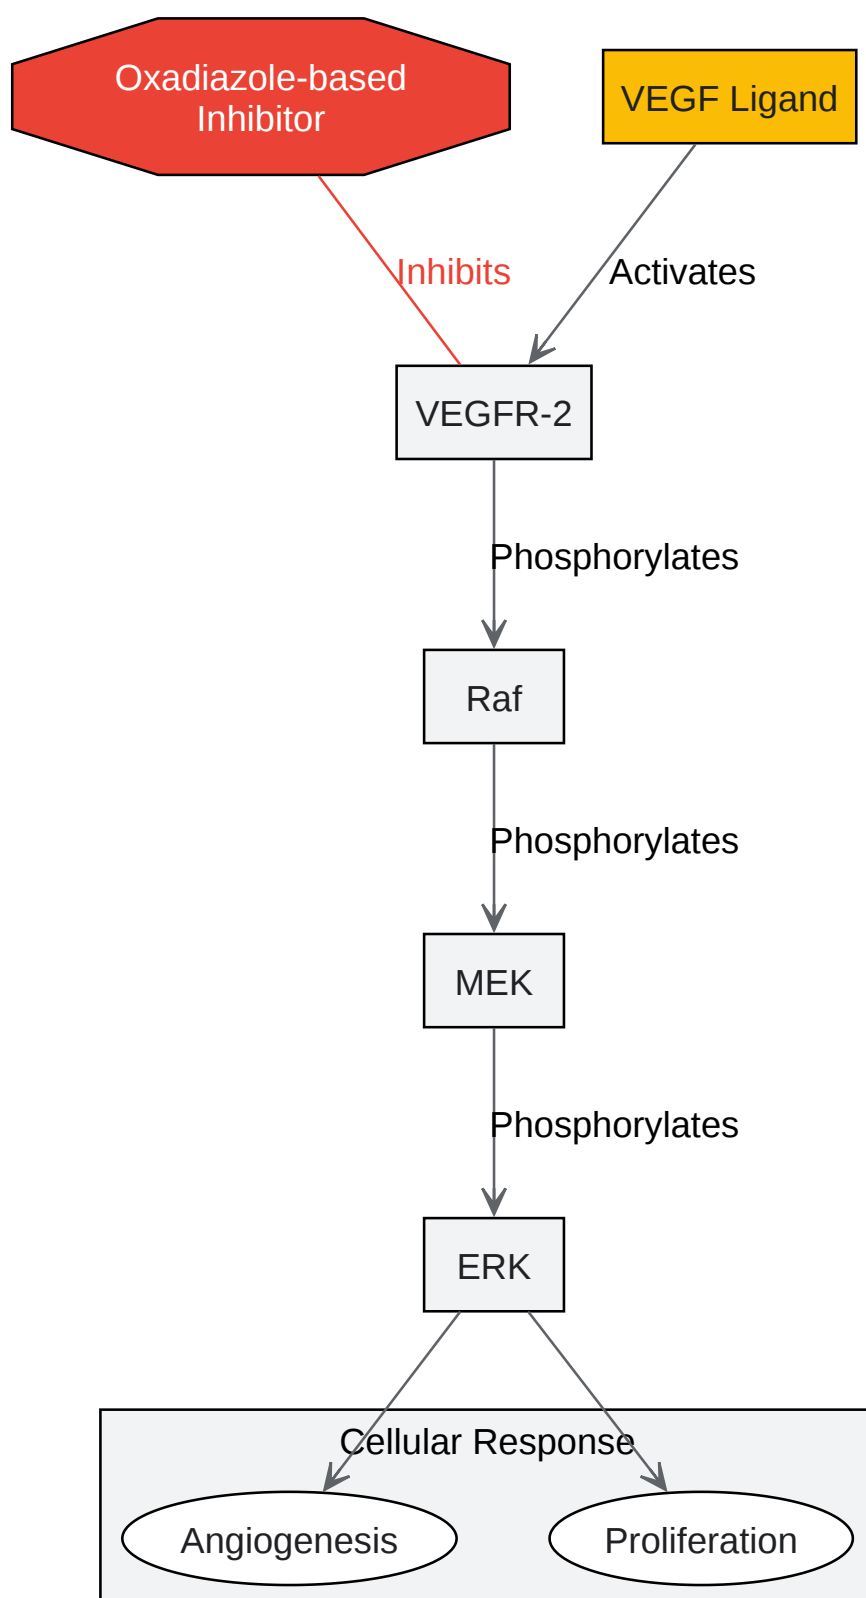 Oxadiazole-based
Inhibitor
VEGF Ligand
Inhibits
Activates
VEGFR-2
Phosphorylates
Raf
Phosphorylates
MEK
Phosphorylates
ERK
Cellular Response
Angiogenesis
Proliferation